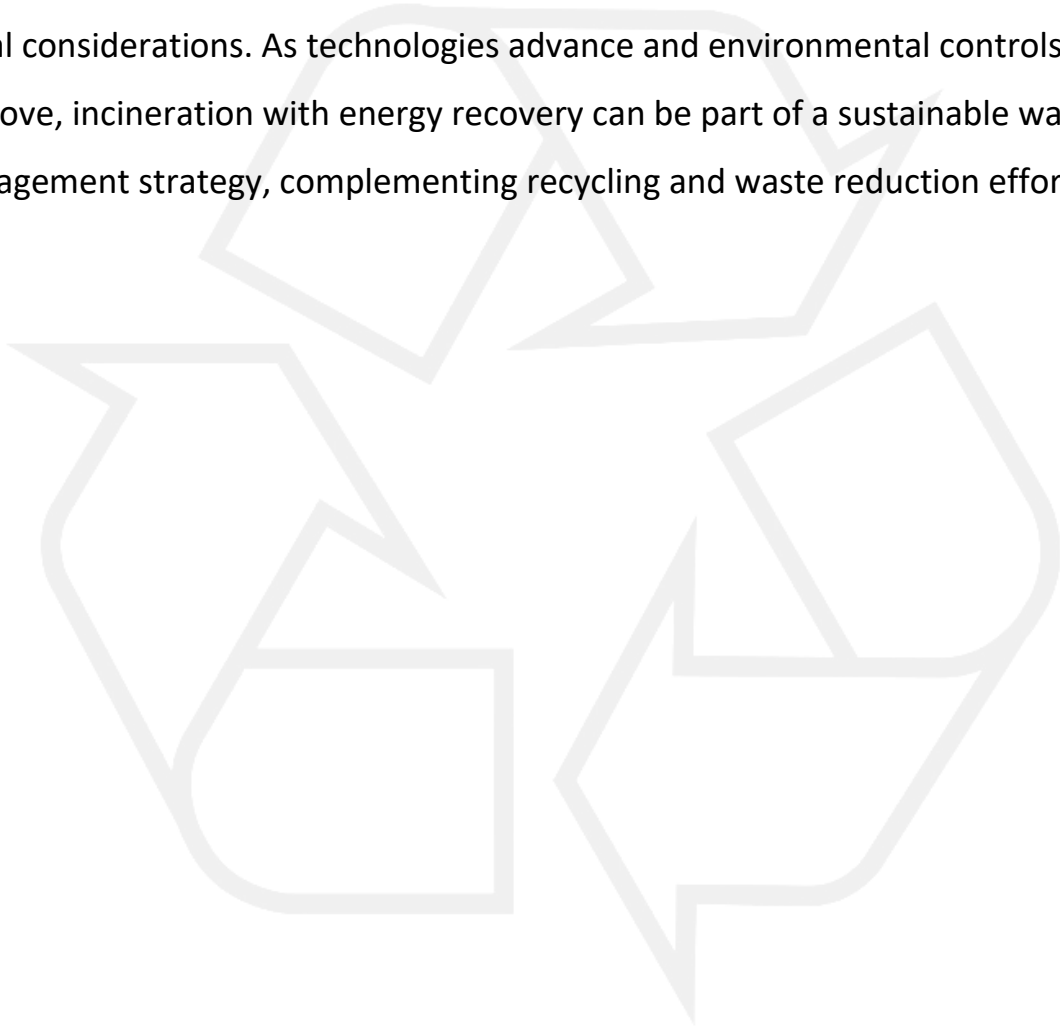 al considerations. As technologies advance and environmental controls
ove, incineration with energy recovery can be part of a sustainable wa
agement strategy, complementing recycling and waste reduction effor